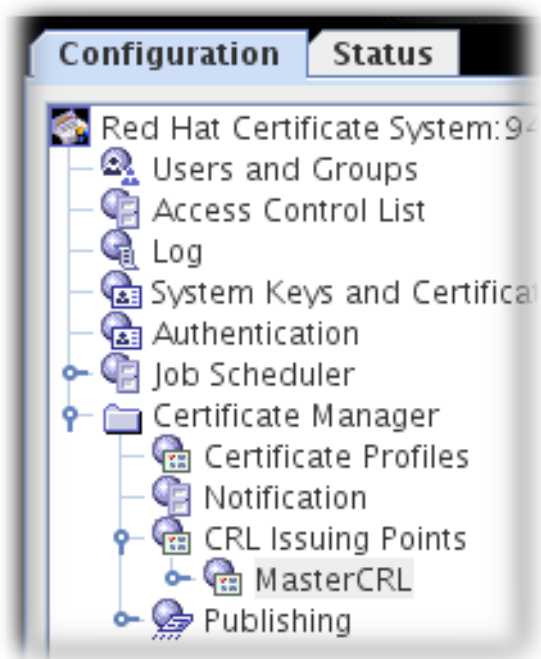 Configuration Status
Red Hat Certificate System:94
Users and Groups
Access Control List
Log
System Keys and Certifica
Authentication
Job Scheduler
Certificate Manager
Certificate Profiles
Notification
CRL Issuing Points
MasterCRL
Publishing